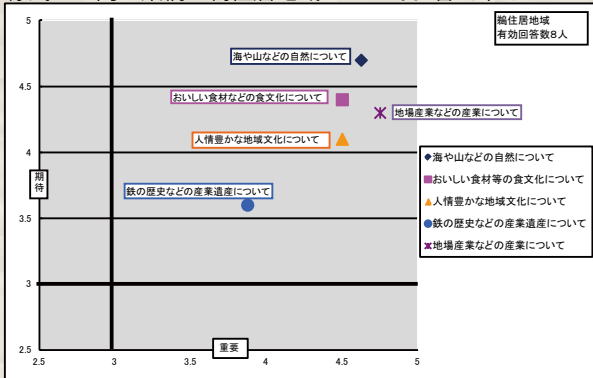 鵜住居地域
有効回答数8人
5
4.5
4
3.5
3
2.5
2.5
3
3.5
4
4.5
5
期待
重要
海や山などの自然について
おいしい食材などの食文化について
地場産業などの産業について
人情豊かな地域文化について
鉄の歴史などの産業遺産について
海や山などの自然について
おいしい食材等の食文化について
人情豊かな地域文化について
鉄の歴史などの産業遺産について
地場産業などの産業について